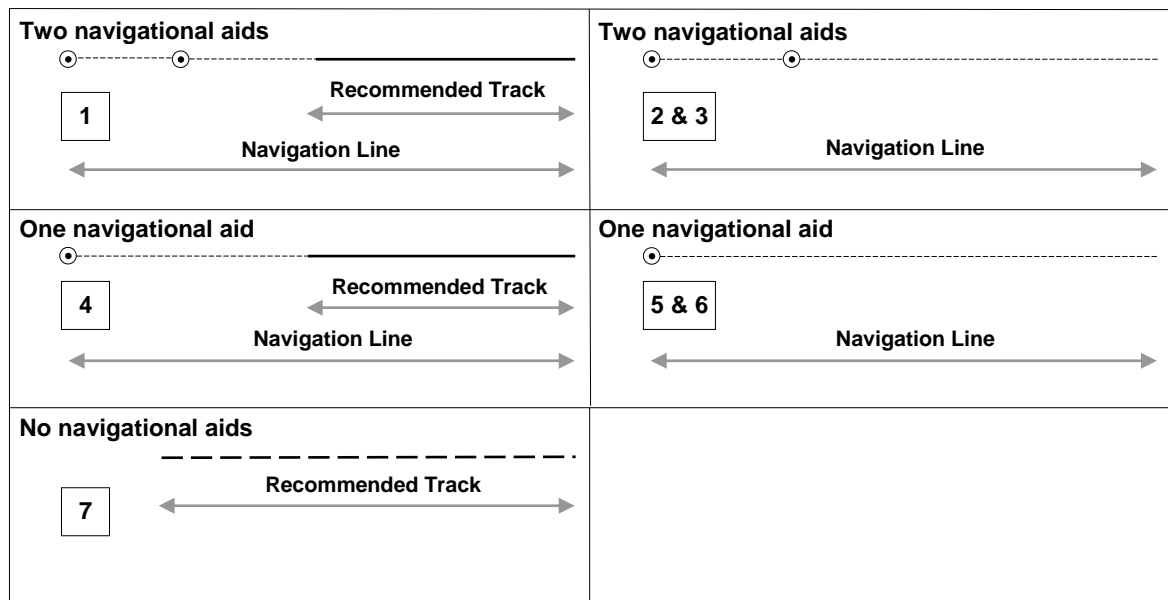 Two navigational aids
Recommended Track
1
Navigation Line
Two navigational aids
2 & 3
Navigation Line
One navigational aid
Recommended Track
4
Navigation Line
One navigational aid
5 & 6
Navigation Line
No navigational aids
Recommended Track
7